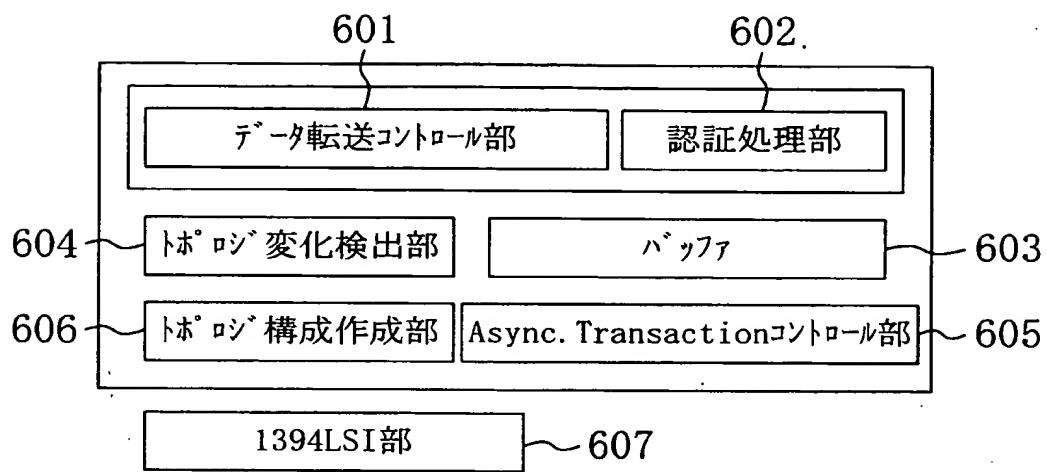 601
602.
ﾃﾞｰﾀ転送ｺﾝﾄﾛｰﾙ部
認証処理部
604
ﾄﾎﾟﾛｼﾞ変化検出部
ﾊﾞｯﾌｧ
603
606
ﾄﾎﾟﾛｼﾞ構成作成部
Async.Transactionｺﾝﾄﾛｰﾙ部
605
1394LSI部
607